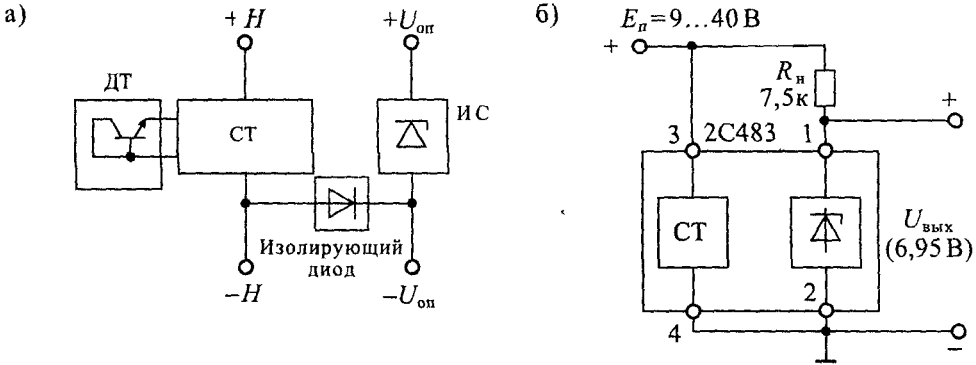 а)
+ H
+Uоп
ДТ
СТ
ИС
Изолирующий
диод
−H
−Uоп
б)
Eп = 9...40 В
+
Rн
7,5к
+
3
2С483
1
СТ
Uвых
(6,95 В)
2
4
−